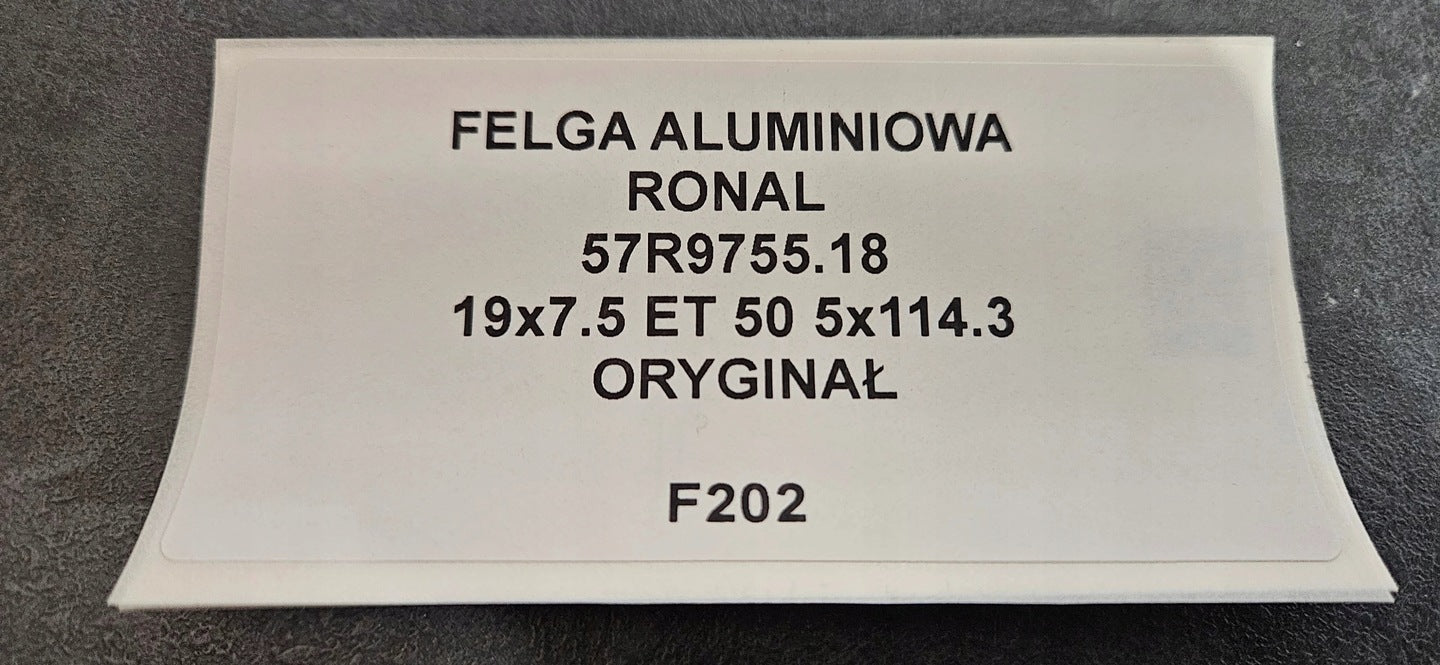 FELGA ALUMINIOWA
RONAL
57R9755.18
19x7.5 ET 50 5x114.3
ORYGINAŁ
F202